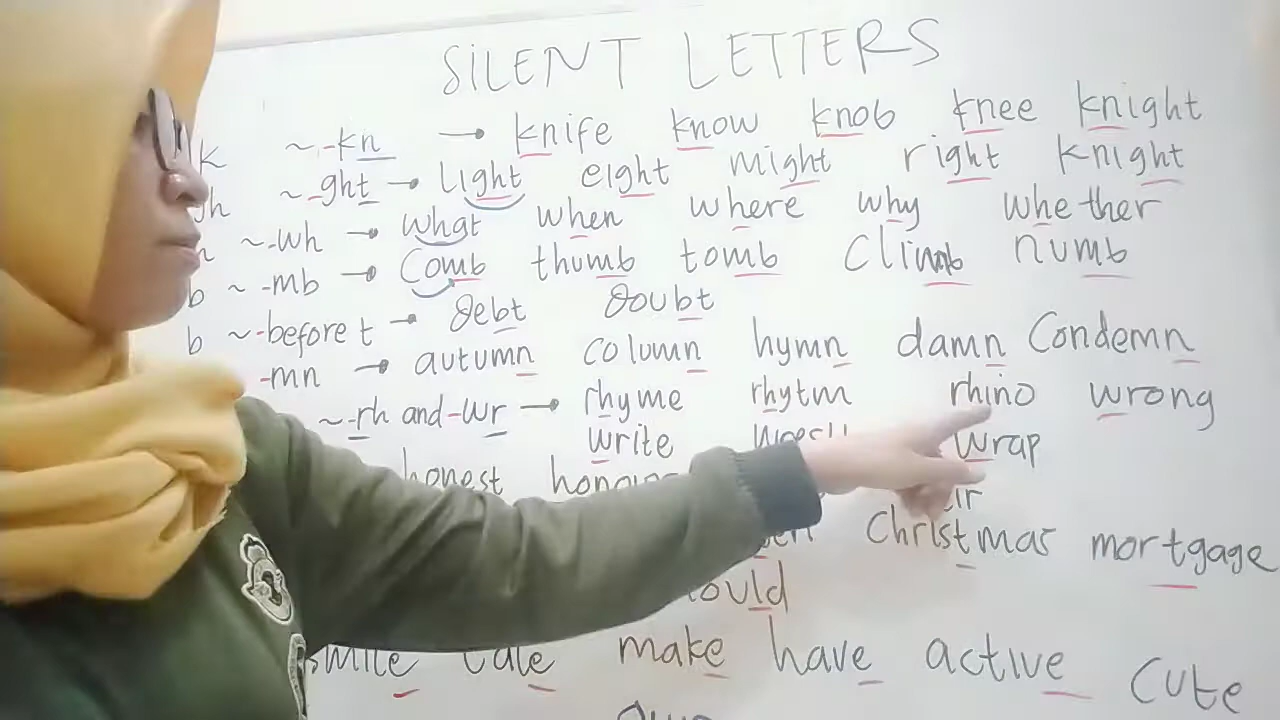 SILENT LETTERS
k ~-kn → knife know knob knee knight
gh ~-ght → light eight might right knight
~-wh → what when where why whether
b ~-mb → Comb thumb tomb Climb numb
b ~-before t → debt doubt
-mn → autumn column hymn damn Condemn
~-rh and -wr → rhyme rhytm rhino wrong
write wrap
honest
Christmas mortgage
smile make have active Cute